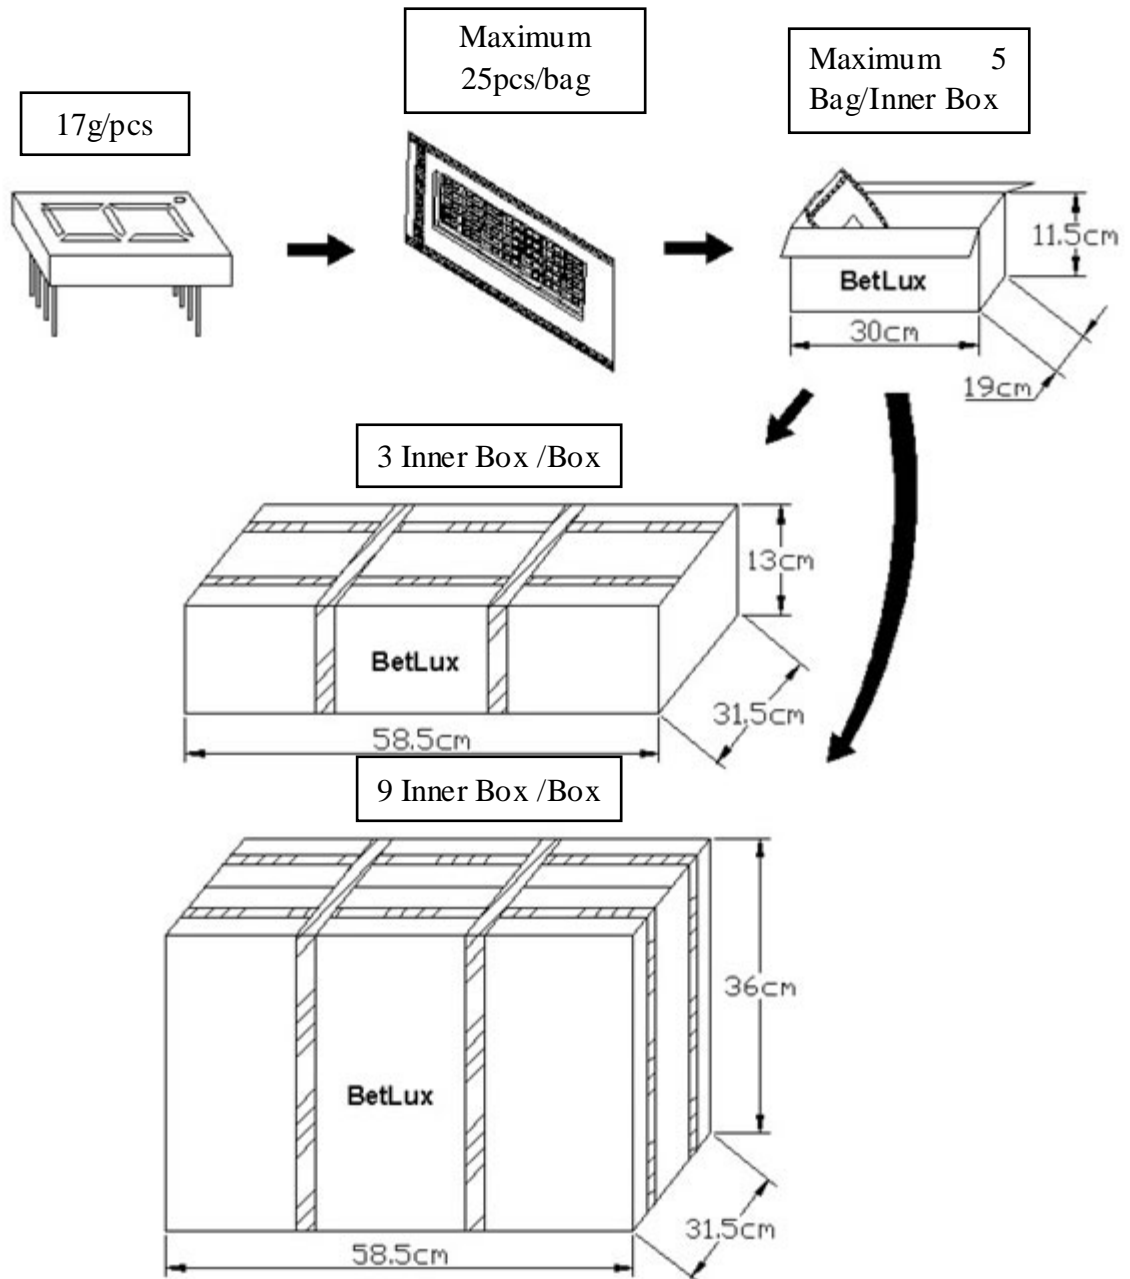 Maximum
25pcs/bag
Maximum 5
Bag/Inner Box
17g/pcs
11.5cm
BetLux
30cm
19cm
3 Inner Box /Box
13cm
BetLux
31.5cm
58.5cm
9 Inner Box /Box
36cm
BetLux
31.5cm
58.5cm